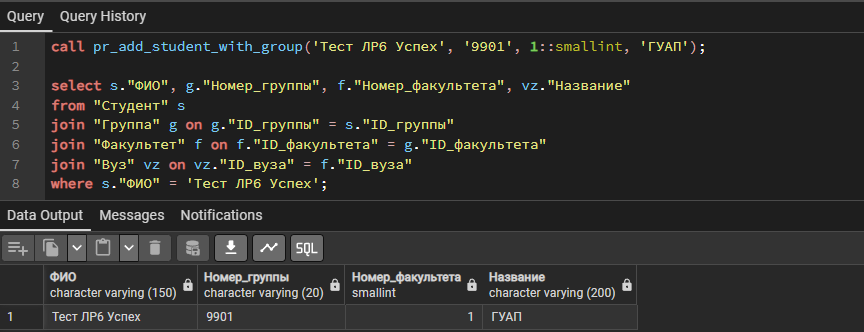 Query Query History
1 call pr_add_student_with_group('Тест ЛР6 Успех', '9901', 1::smallint, 'ГУАП');
2
3 select s."ФИО", g."Номер_группы", f."Номер_факультета", vz."Название"
4 from "Студент" s
5 join "Группа" g on g."ID_группы" = s."ID_группы"
6 join "Факультет" f on f."ID_факультета" = g."ID_факультета"
7 join "Вуз" vz on vz."ID_вуза" = f."ID_вуза"
8 where s."ФИО" = 'Тест ЛР6 Успех';
Data Output Messages Notifications
SQL
ФИО Номер_группы Номер_факультета Название
character varying (150) character varying (20) smallint character varying (200)
1 Тест ЛР6 Успех 9901 1 ГУАП